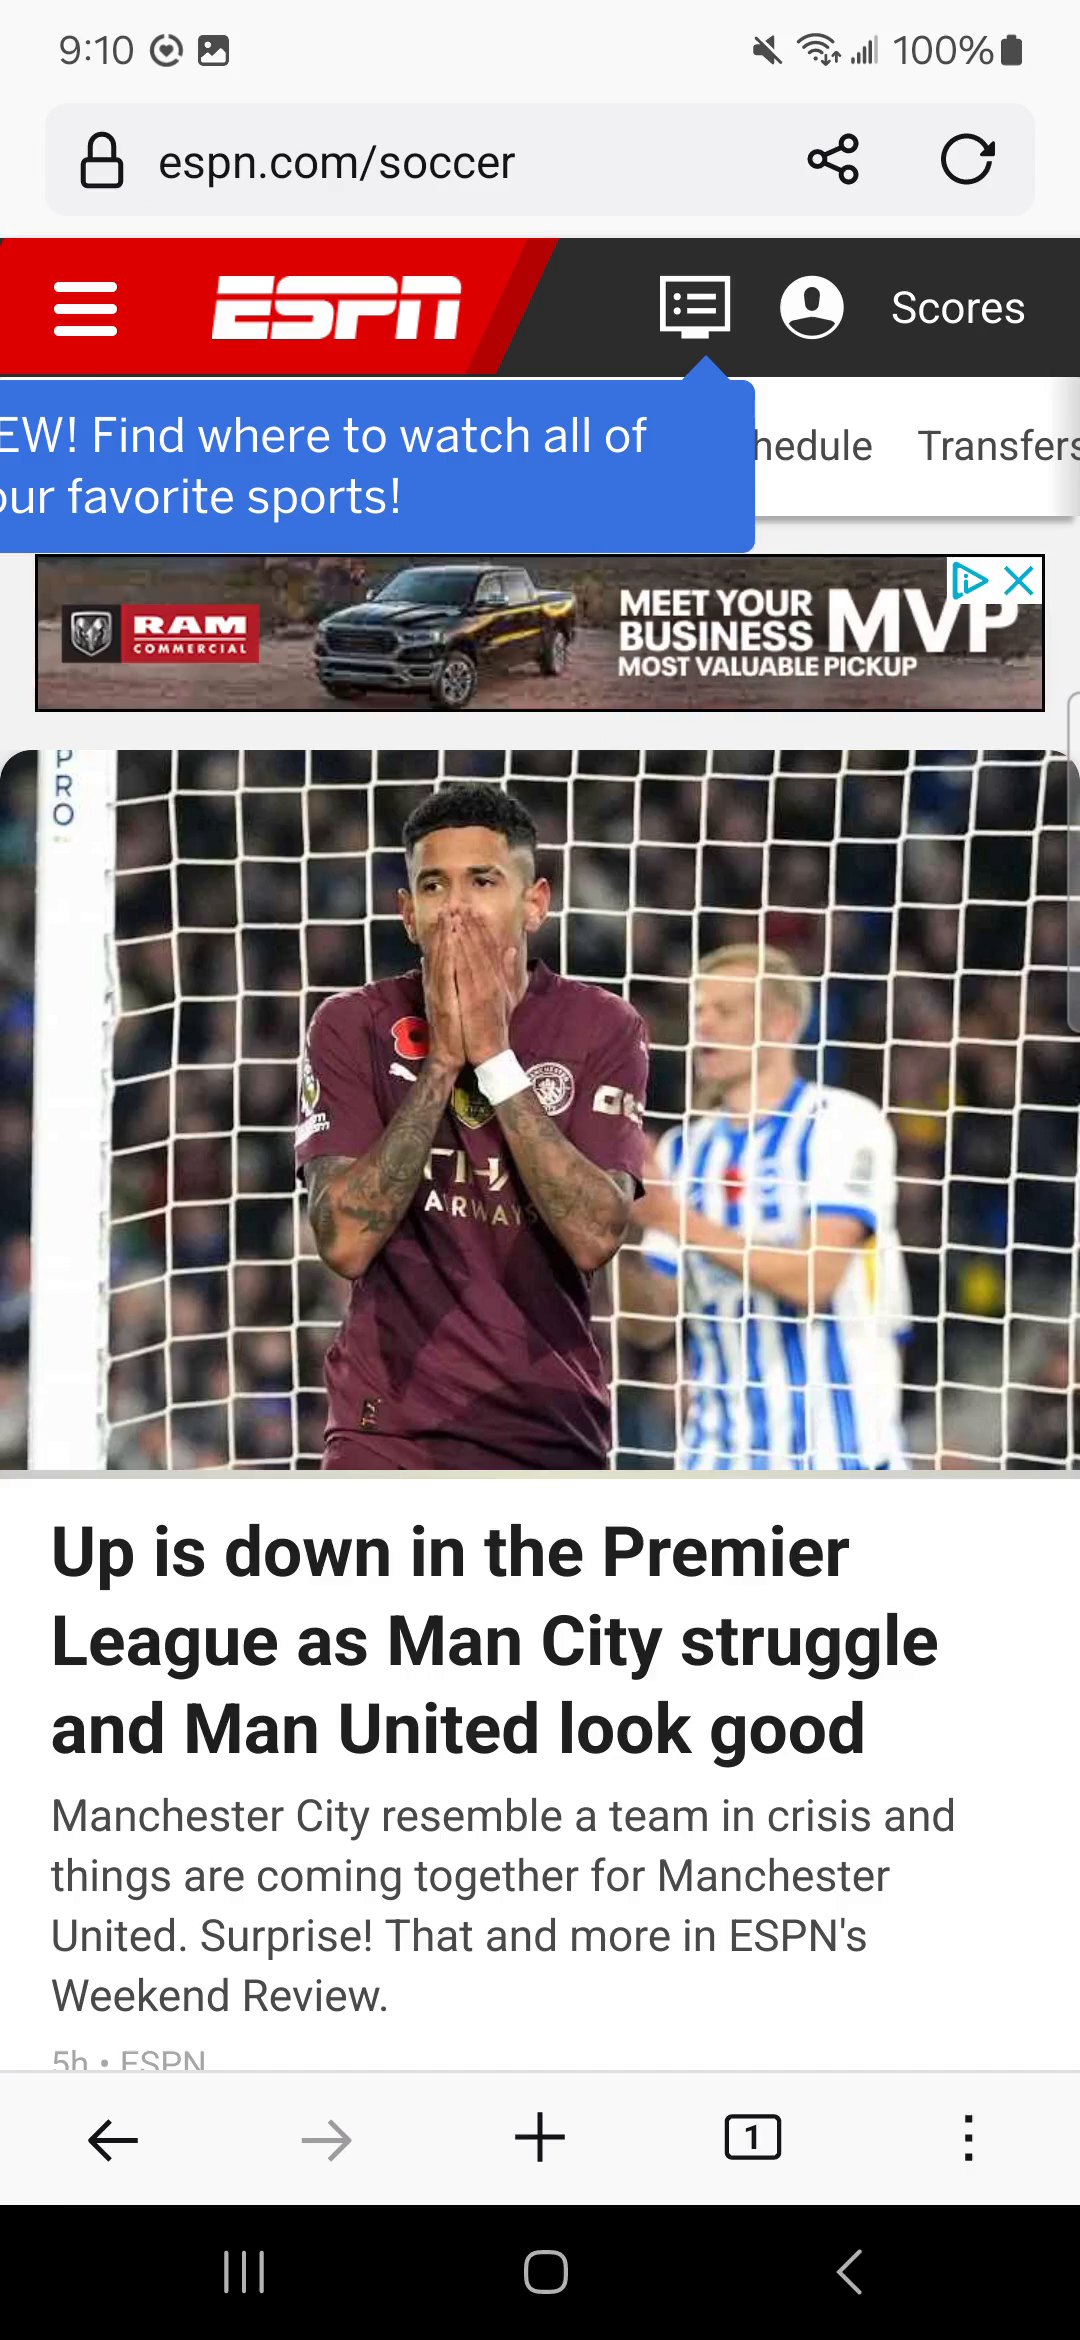 9:10 100%
espn.com/soccer
ESPN Scores
EW! Find where to watch all of
our favorite sports!
hedule Transfers
RAM
COMMERCIAL
MEET YOUR
BUSINESS
MVP
MOST VALUABLE PICKUP
P
R
O
AIRWAYS
Up is down in the Premier
League as Man City struggle
and Man United look good
Manchester City resemble a team in crisis and
things are coming together for Manchester
United. Surprise! That and more in ESPN's
Weekend Review.
5h • ESPN
1